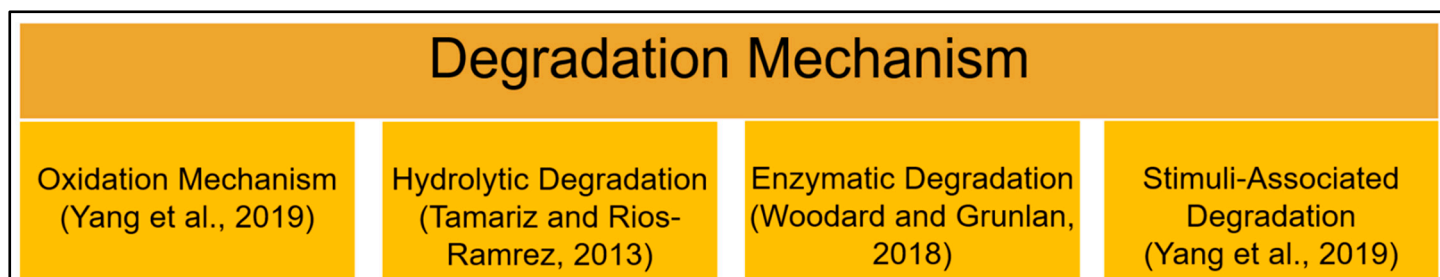 Degradation Mechanism
Oxidation Mechanism
(Yang et al., 2019)
Hydrolytic Degradation
(Tamariz and Rios-
Ramrez, 2013)
Enzymatic Degradation
(Woodard and Grunlan,
2018)
Stimuli-Associated
Degradation
(Yang et al., 2019)